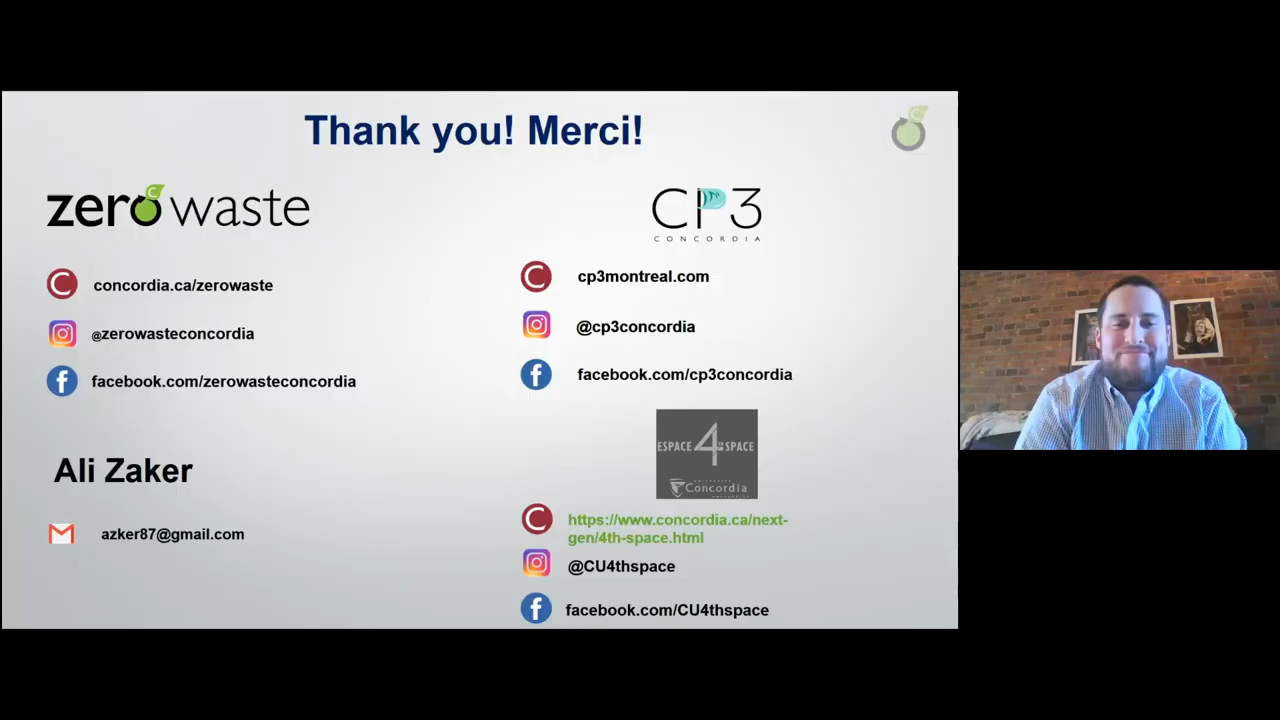 Thank you! Merci!
zero waste
concordia.ca/zerowaste
@zerowasteconcordia
facebook.com/zerowasteconcordia
Ali Zaker
azker87@gmail.com
CP3
CONCORDIA
cp3montreal.com
@cp3concordia
facebook.com/cp3concordia
ESPACE 4 SPACE
Concordia
https://www.concordia.ca/next-
gen/4th-space.html
@CU4thspace
facebook.com/CU4thspace